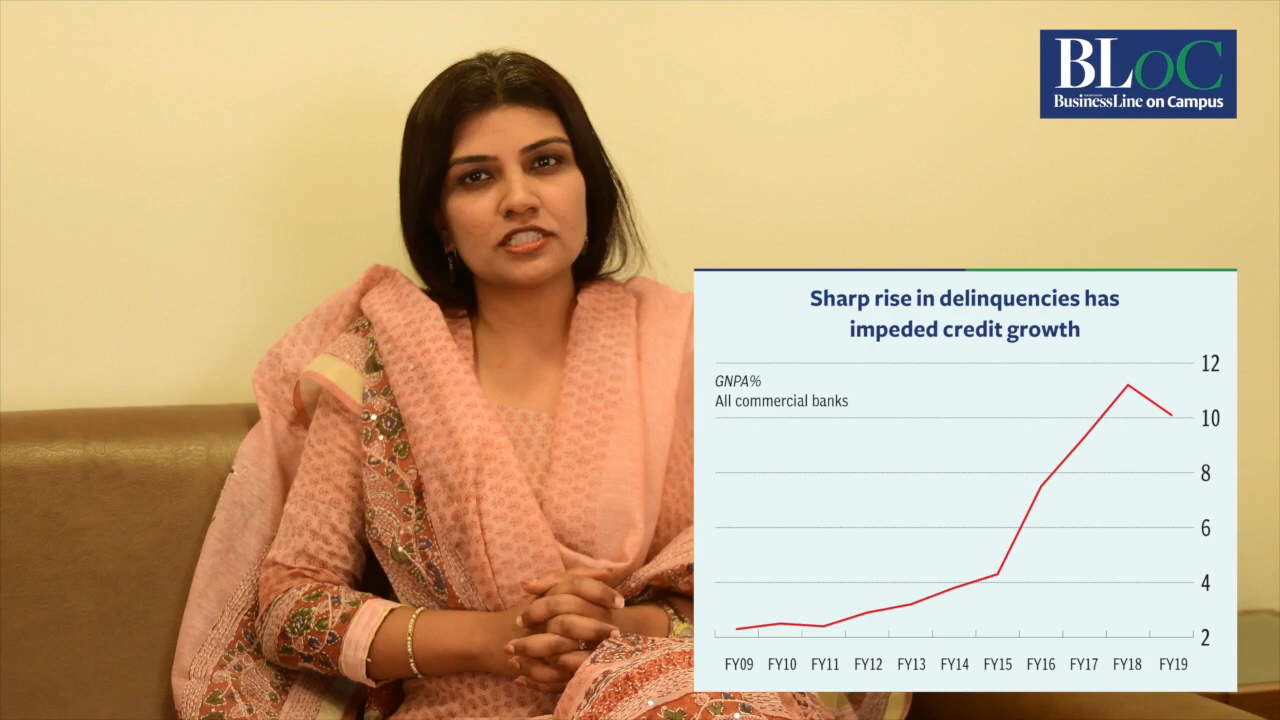 BLoC
BusinessLine on Campus
Sharp rise in delinquencies has
impeded credit growth
12
GNPA%
All commercial banks
10
8
6
4
2
FY09 FY10 FY11 FY12 FY13 FY14 FY15 FY16 FY17 FY18 FY19